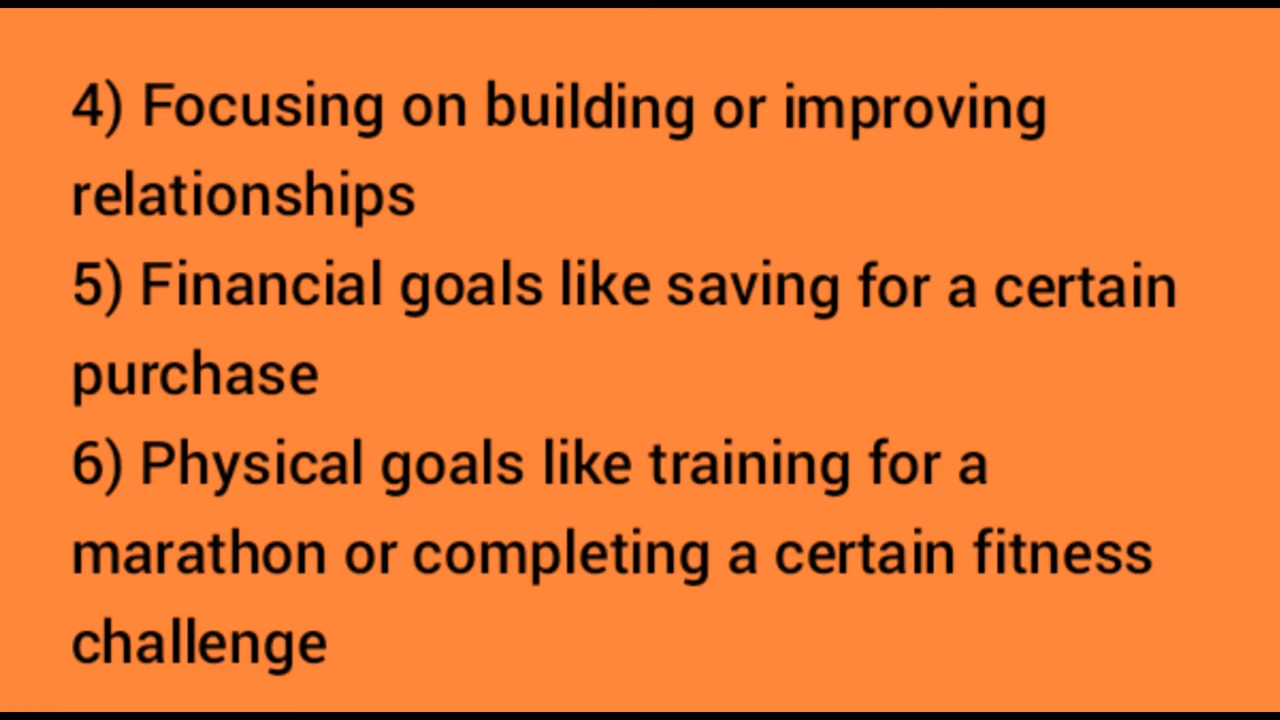 4) Focusing on building or improving
relationships
5) Financial goals like saving for a certain
purchase
6) Physical goals like training for a
marathon or completing a certain fitness
challenge